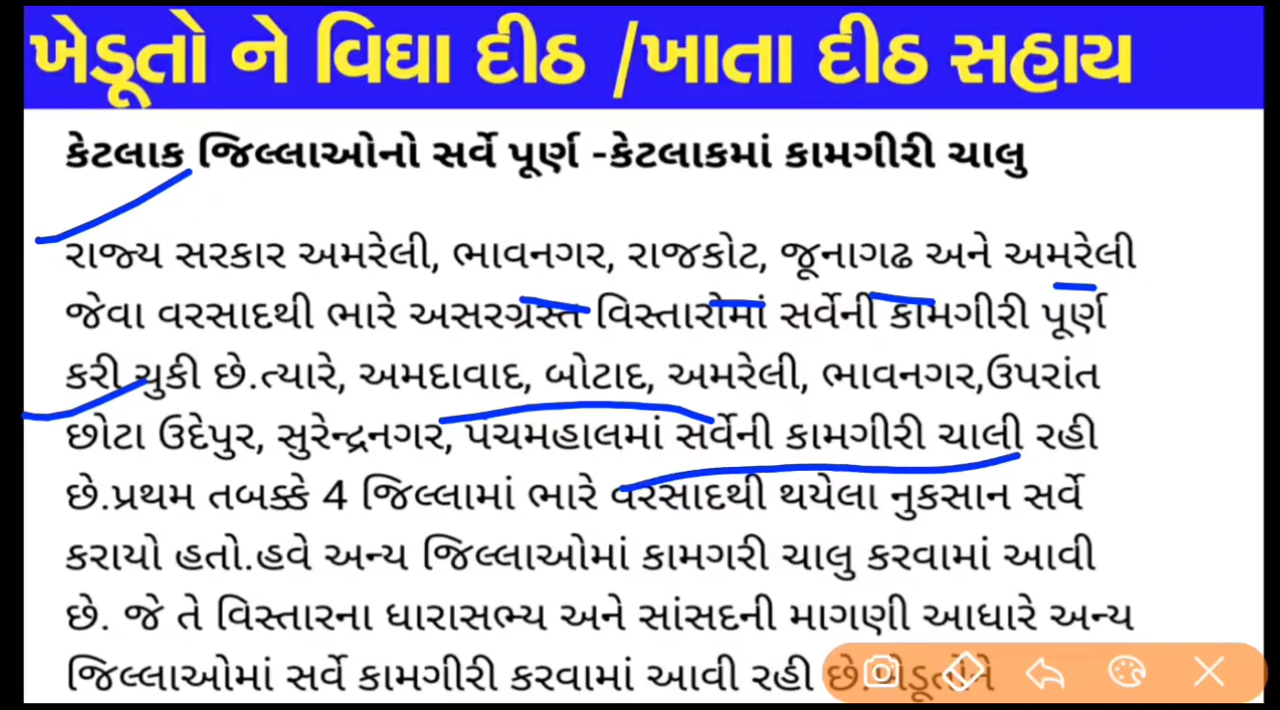 ખેડૂતો ને વિઘા દીઠ /ખાતા દીઠ સહાય
કેટલાક જિલ્લાઓનો સર્વે પૂર્ણ -કેટલાકમાં કામગીરી ચાલુ
રાજ્ય સરકાર અમરેલી, ભાવનગર, રાજકોટ, જૂનાગઢ અને અમરેલી
જેવા વરસાદથી ભારે અસરગ્રસ્ત વિસ્તારોમાં સર્વેની કામગીરી પૂર્ણ
કરી ચુકી છે.ત્યારે, અમદાવાદ, બોટાદ, અમરેલી, ભાવનગર,ઉપરાંત
છોટા ઉદેપુર, સુરેન્દ્રનગર, પંચમહાલમાં સર્વેની કામગીરી ચાલી રહી
છે.પ્રથમ તબક્કે 4 જિલ્લામાં ભારે વરસાદથી થયેલા નુકસાન સર્વે
કરાયો હતો.હવે અન્ય જિલ્લાઓમાં કામગરી ચાલુ કરવામાં આવી
છે. જે તે વિસ્તારના ધારાસભ્ય અને સાંસદની માગણી આધારે અન્ય
જિલ્લાઓમાં સર્વે કામગીરી કરવામાં આવી રહી છે.ખેડૂતોને